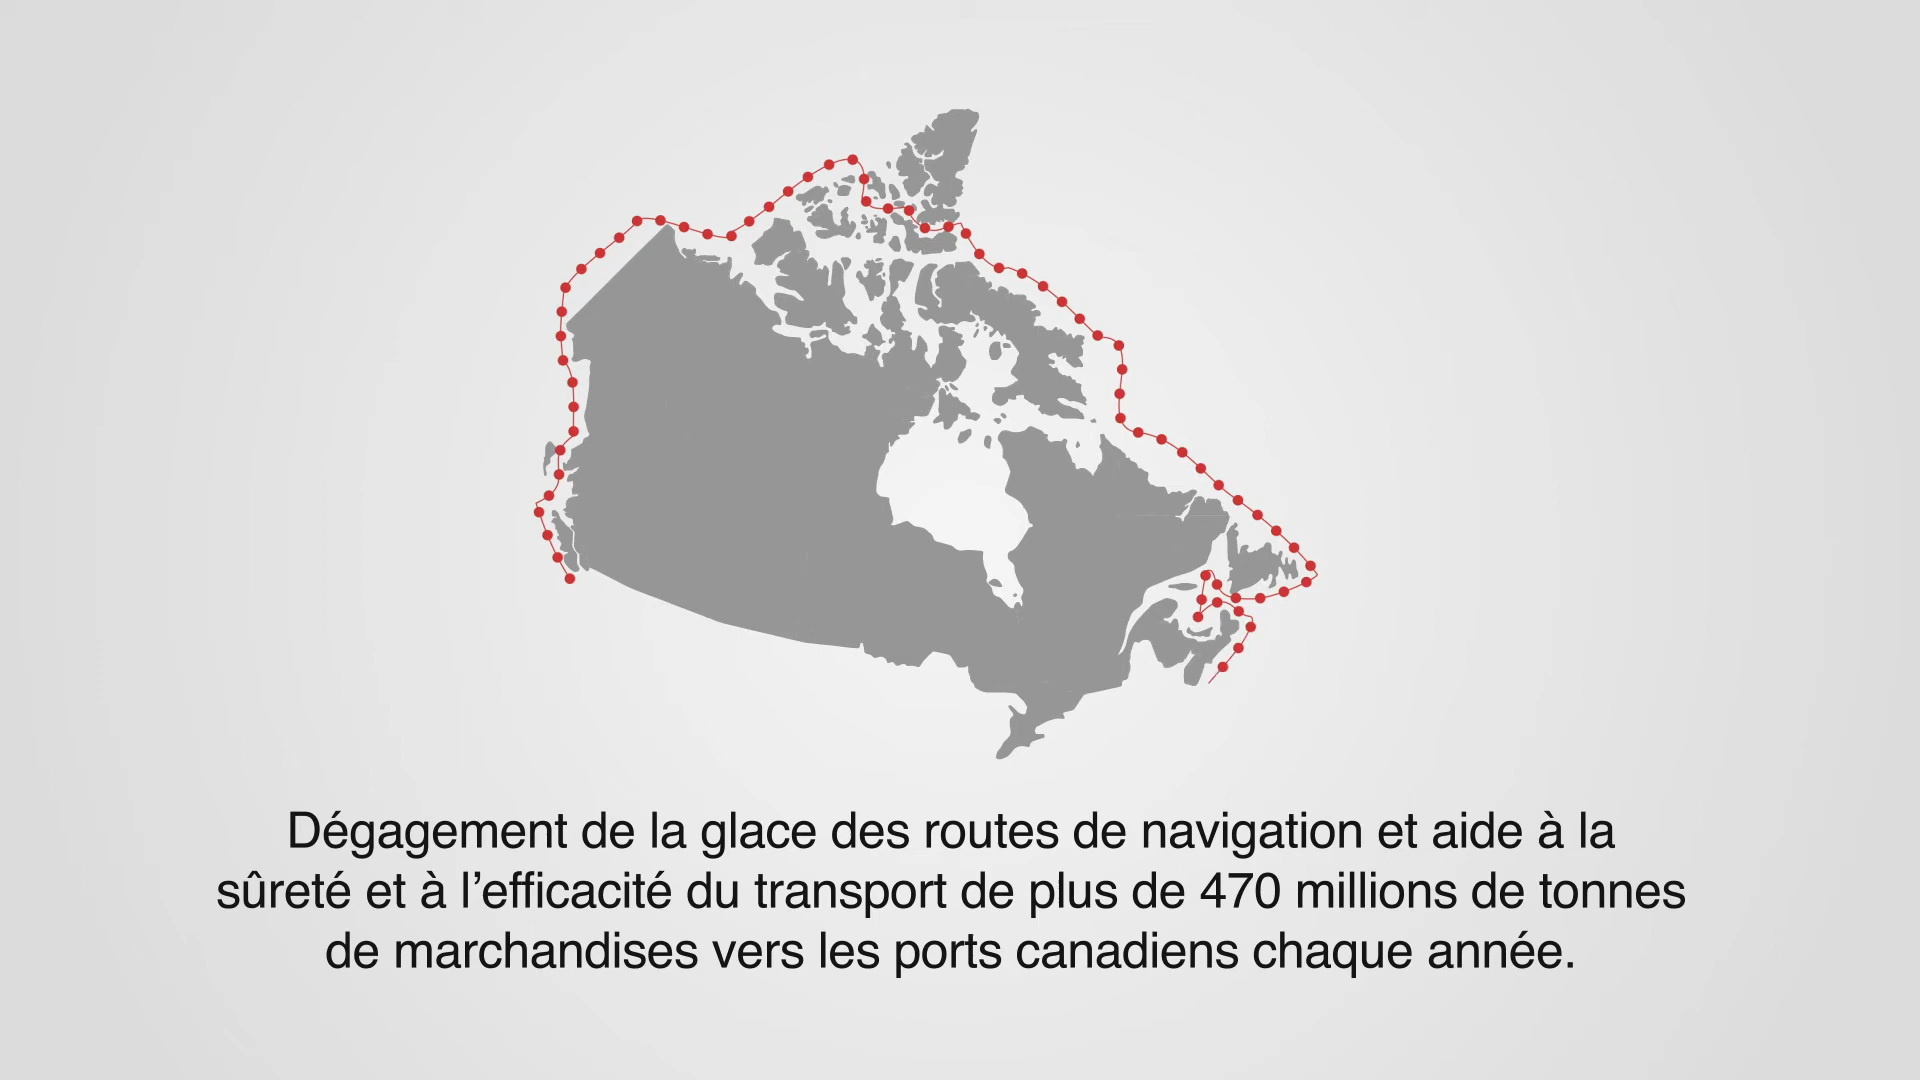 Dégagement de la glace des routes de navigation et aide à la
sûreté et à l’efficacité du transport de plus de 470 millions de tonnes
de marchandises vers les ports canadiens chaque année.